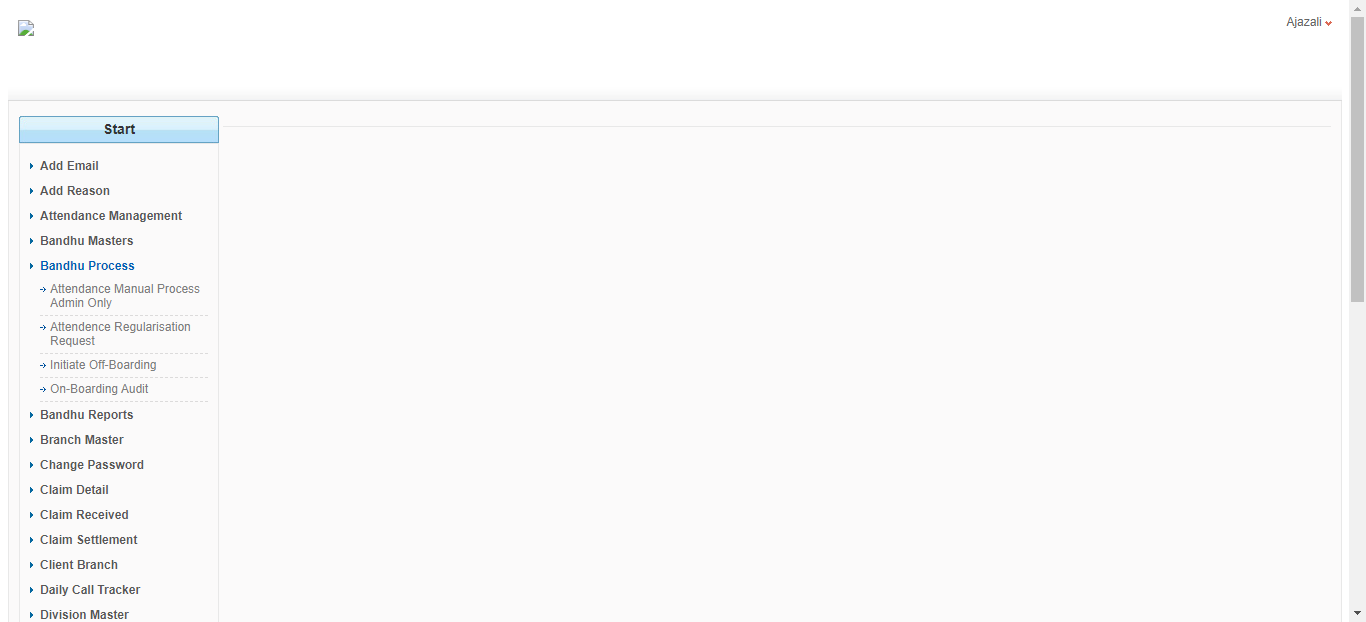 Ajazali
Start
Add Email
Add Reason
Attendance Management
Bandhu Masters
Bandhu Process
Attendance Manual Process
Admin Only
Attendence Regularisation
Request
Initiate Off-Boarding
On-Boarding Audit
Bandhu Reports
Branch Master
Change Password
Claim Detail
Claim Received
Claim Settlement
Client Branch
Daily Call Tracker
Division Master